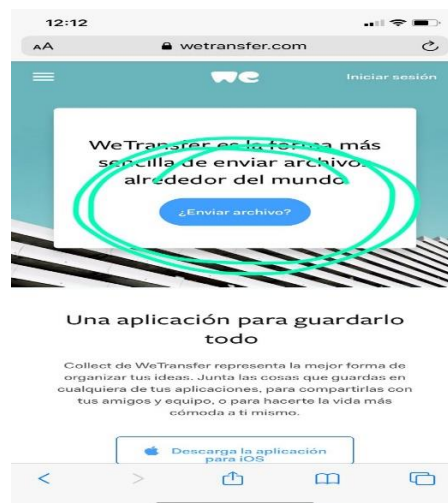 12:12
AA wetransfer.com
we Iniciar sesión
WeTransfer es la forma más
sencilla de enviar archivos
alrededor del mundo
¿Enviar archivo?
Una aplicación para guardarlo
todo
Collect de WeTransfer representa la mejor forma de
organizar tus ideas. Junta las cosas que guardas en
cualquiera de tus aplicaciones, para compartirlas con
tus amigos y equipo, o para hacerte la vida más
cómoda a ti mismo.
Descarga la aplicación
para iOS